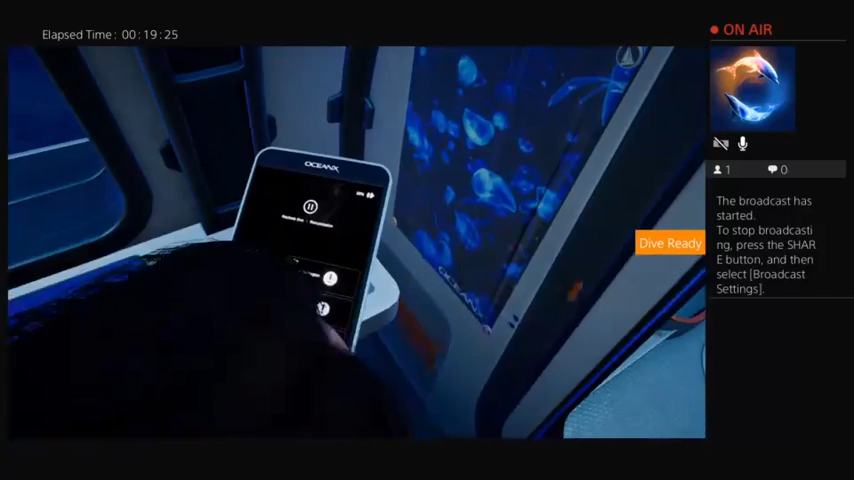 Elapsed Time: 00:19:25
ON AIR
OCEANX
1
0
The broadcast has
started.
To stop broadcasti
ng, press the SHAR
E button, and then
select [Broadcast
Settings].
Dive Ready
OCEANX